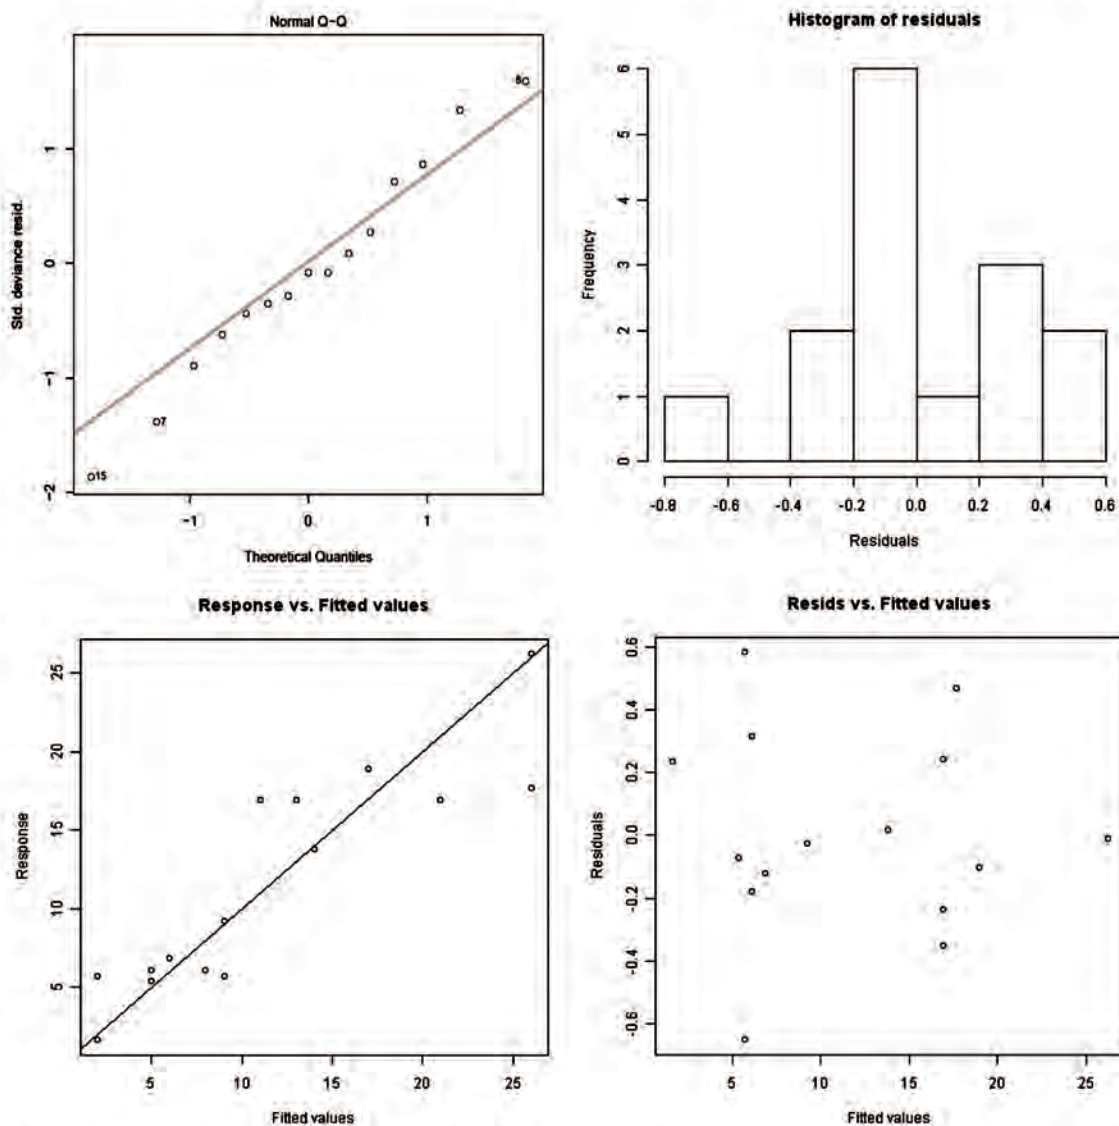 Normal Q-Q
Std. deviance resid.
1
0
-1
-2
8
7
15
-1
0
1
Theoretical Quantiles
Histogram of residuals
Frequency
6
5
4
3
2
1
0
-0.8 -0.6 -0.4 -0.2 0.0 0.2 0.4 0.6
Residuals
Response vs. Fitted values
Response
25
20
15
10
5
5 10 15 20 25
Fitted values
Resids vs. Fitted values
Residuals
0.6
0.4
0.2
0.0
-0.2
-0.4
-0.6
5 10 15 20 25
Fitted values